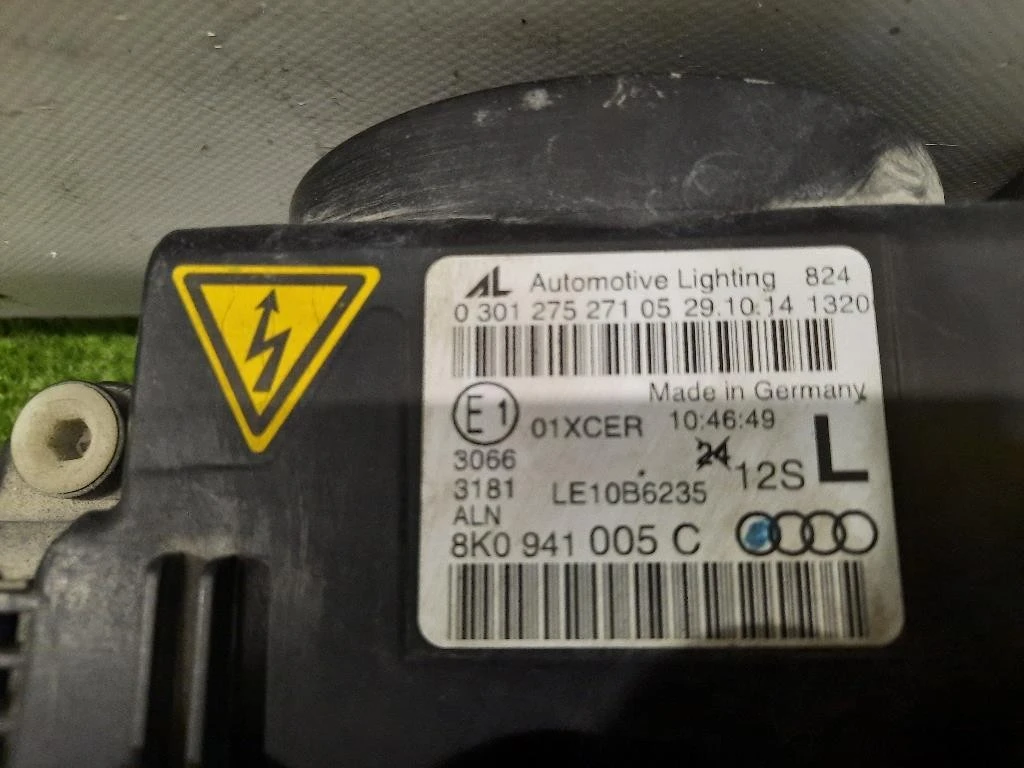 AL Automotive Lighting 824
0 301 275 271 05 29.10.14 1320
Made in Germany
E1 01XCER 10:46:49
3066 24 12S L
3181 LE10B6235
ALN
8K0 941 005 C